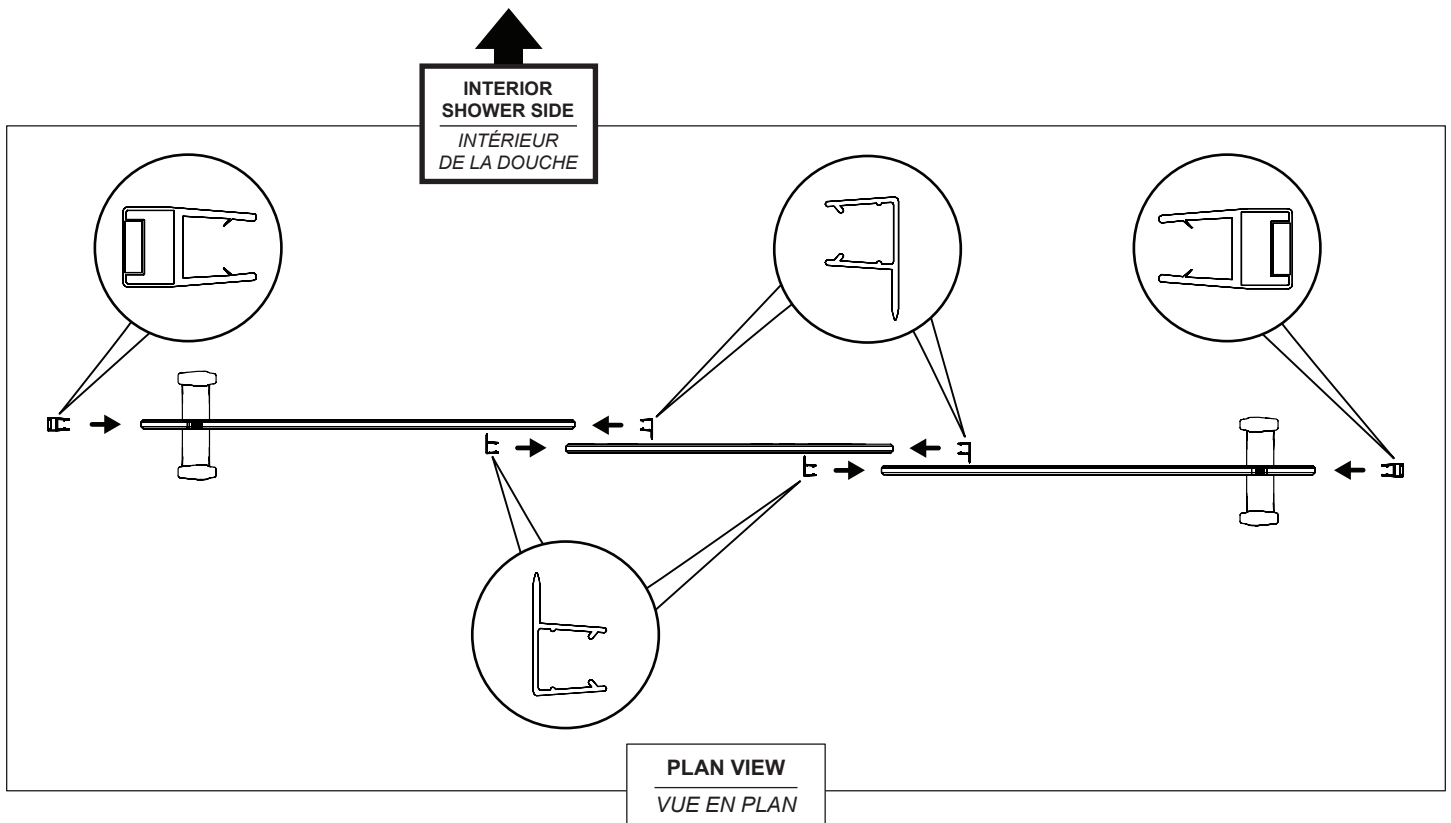 INTERIOR
SHOWER SIDE
INTÉRIEUR
DE LA DOUCHE
PLAN VIEW
VUE EN PLAN